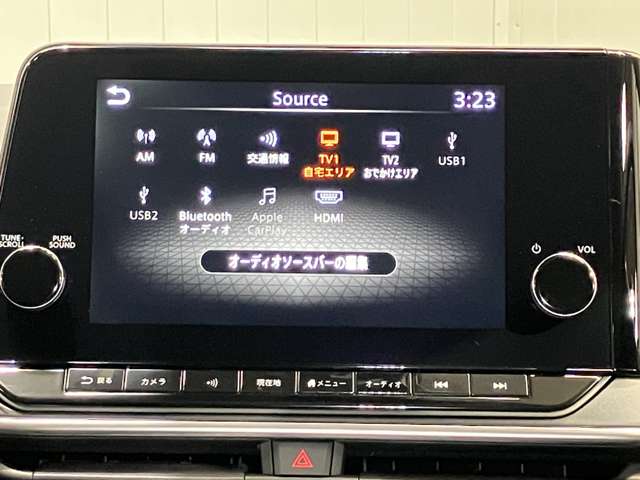 Source
3:23
AM
FM
交通情報
TV1
自宅エリア
TV2
おでかけエリア
USB1
USB2
Bluetooth
オーディオ
Apple
CarPlay
HDMI
オーディオソースバーの編集
TUNE・
SCROLL
PUSH
SOUND
VOL
戻る
カメラ
現在地
メニュー
オーディオ